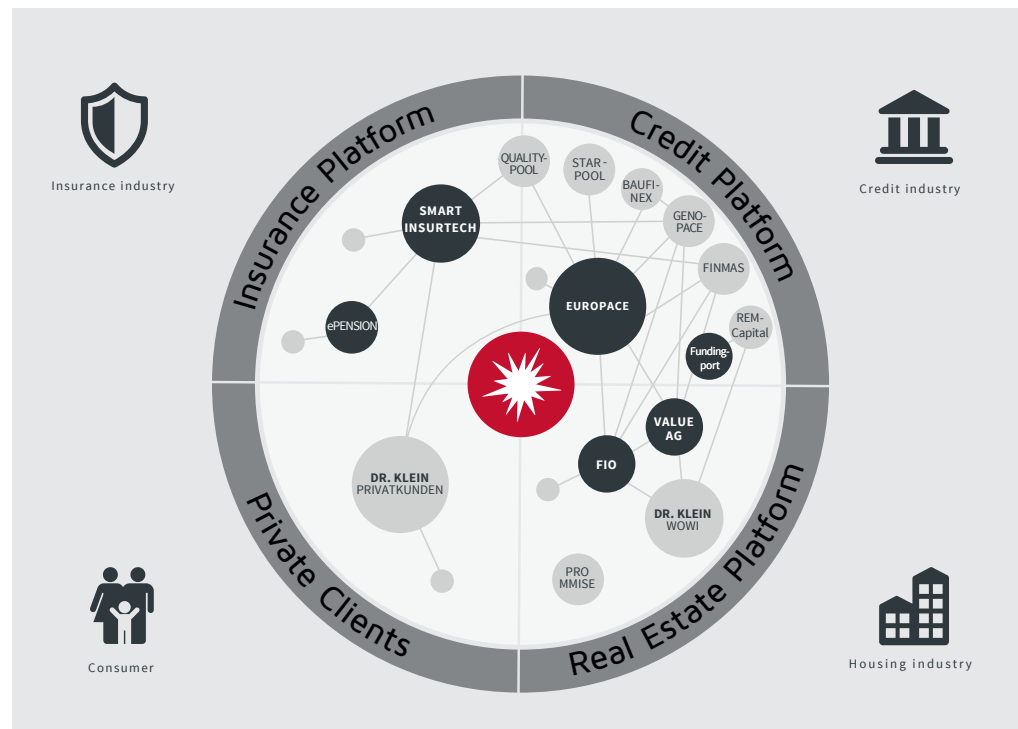 Insurance Platform
Credit Platform
Insurance industry
Credit industry
QUALITY-
POOL
STAR-
POOL
BAUFI-
NEX
SMART
INSURTECH
GENO-
PACE
FINMAS
EUROPACE
REM-
Capital
ePENSION
Funding-
port
VALUE
AG
FIO
DR. KLEIN
PRIVATKUNDEN
DR. KLEIN
WOWI
PRO
MMISE
Private Clients
Real Estate Platform
Consumer
Housing industry